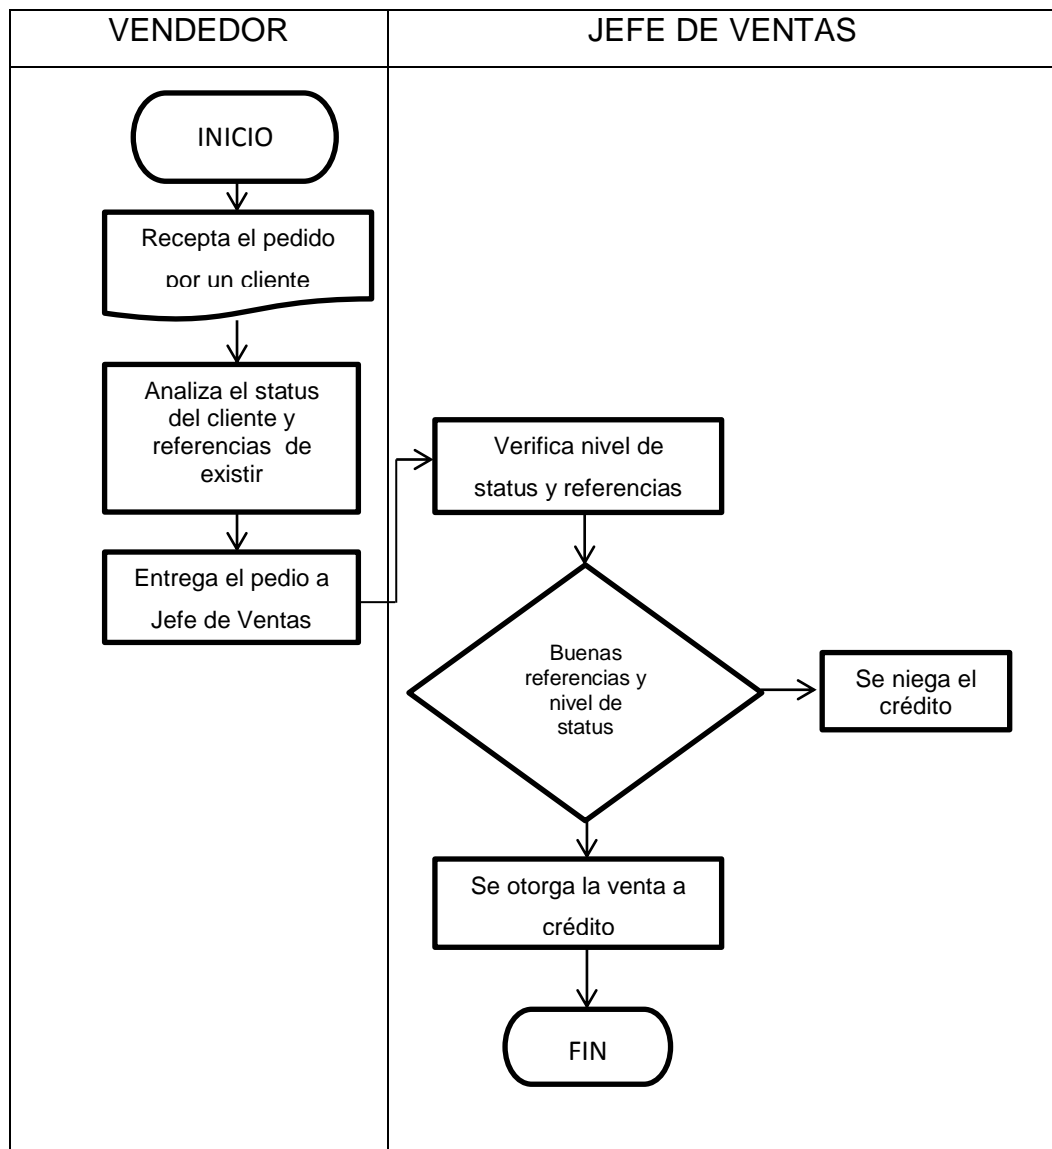 VENDEDOR
JEFE DE VENTAS
INICIO
Recepta el pedido
por un cliente
Analiza el status
del cliente y
referencias de
existir
Entrega el pedio a
Jefe de Ventas
Verifica nivel de
status y referencias
Buenas
referencias y
nivel de
status
Se niega el
crédito
Se otorga la venta a
crédito
FIN